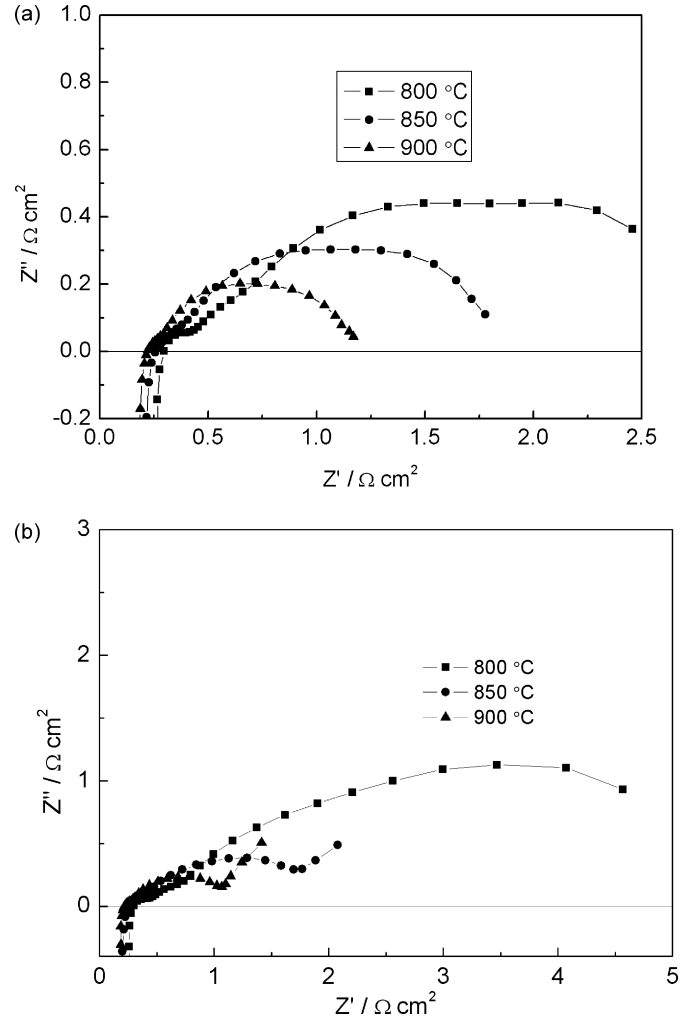 (a)
1.0
0.8
0.6
0.4
0.2
0.0
-0.2
Z'' / Ω cm²
800 °C
850 °C
900 °C
0.0 0.5 1.0 1.5 2.0 2.5
Z' / Ω cm²
(b)
3
2
1
0
Z'' / Ω cm²
800 °C
850 °C
900 °C
0 1 2 3 4 5
Z' / Ω cm²